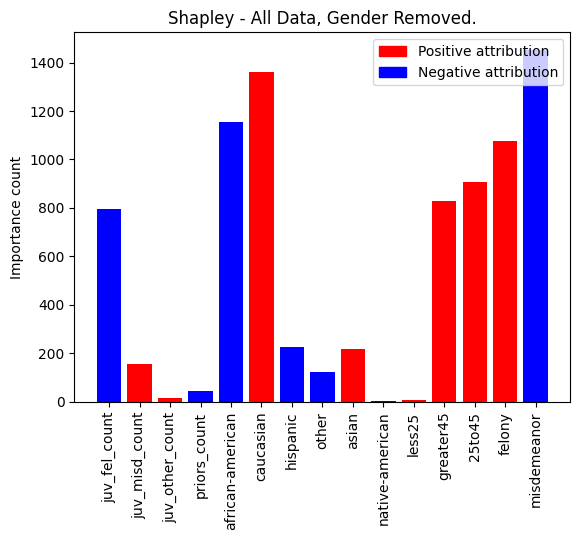 Shapley - All Data, Gender Removed.
Positive attribution
Negative attribution
Importance count
1400
1200
1000
800
600
400
200
0
juv_fel_count
juv_misd_count
juv_other_count
priors_count
african-american
caucasian
hispanic
other
asian
native-american
less25
greater45
25to45
felony
misdemeanor